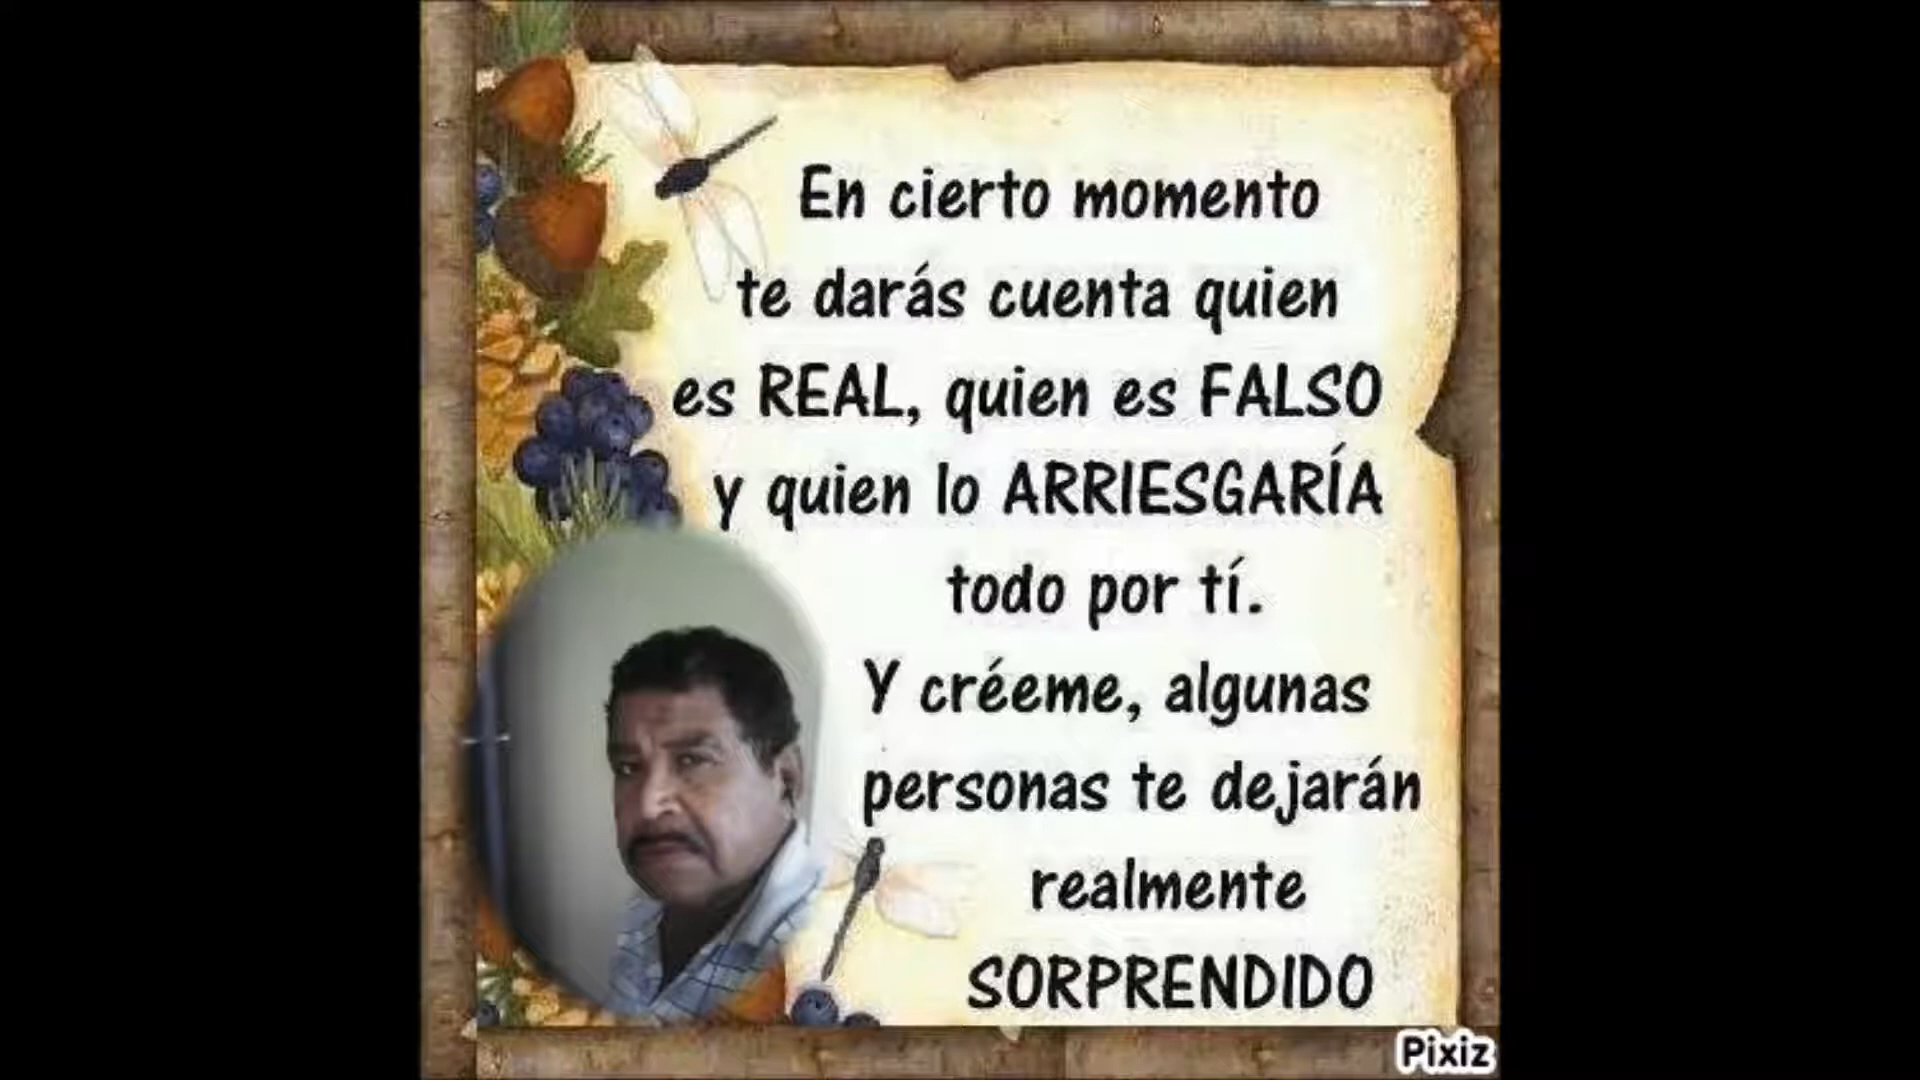 En cierto momento
te darás cuenta quien
es REAL, quien es FALSO
y quien lo ARRIESGARÍA
todo por tí.
Y créeme, algunas
personas te dejarán
realmente
SORPRENDIDO
Pixiz